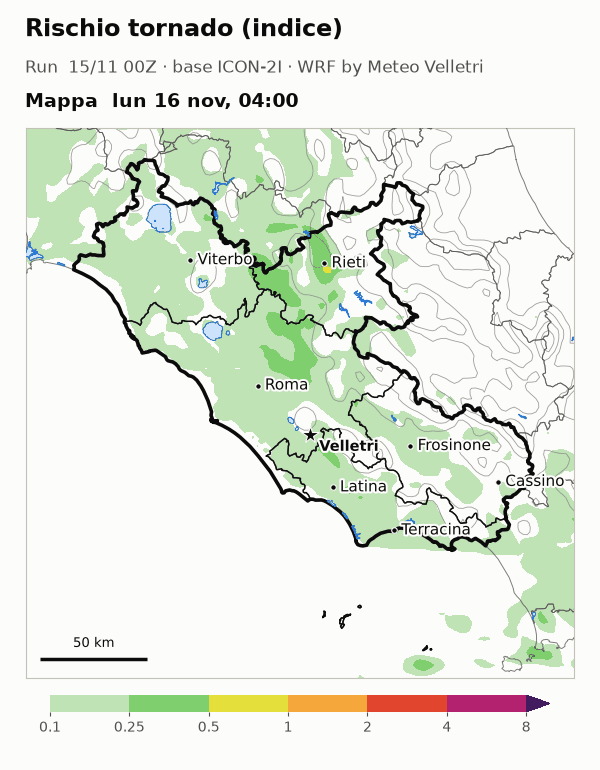 Rischio tornado (indice)
Run 15/11 00Z · base ICON-2I · WRF by Meteo Velletri
Mappa lun 16 nov, 04:00
Viterbo
Rieti
Roma
Velletri
Frosinone
Latina
Cassino
Terracina
50 km
0.1 0.25 0.5 1 2 4 8